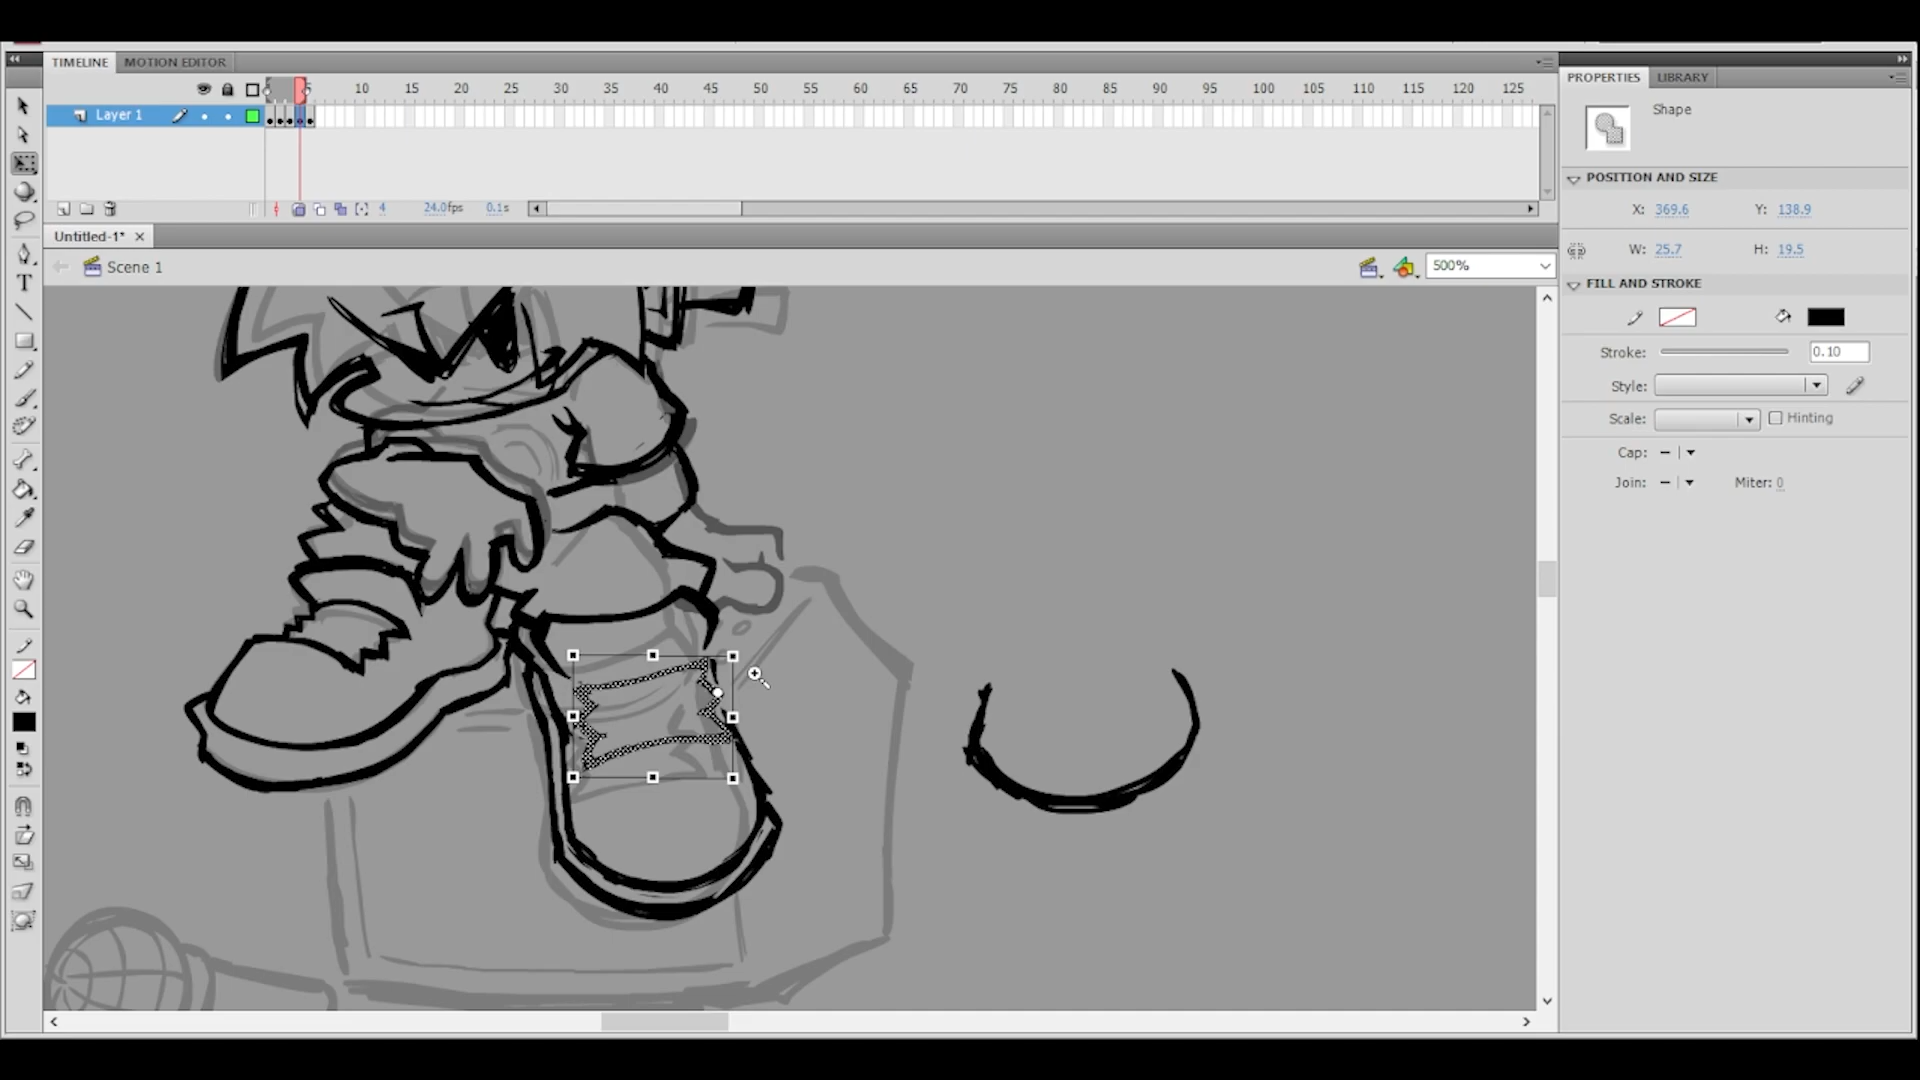 TIMELINE MOTION EDITOR
5 10 15 20 25 30 35 40 45 50 55 60 65 70 75 80 85 90 95 100 105 110 115 120 125
Layer 1
4 24.0fps 0.1s
Untitled-1*
Scene 1
500%
T
PROPERTIES LIBRARY
Shape
POSITION AND SIZE
X: 369.6 Y: 138.9
W: 25.7 H: 19.5
FILL AND STROKE
Stroke: 0.10
Style:
Scale: Hinting
Cap:
Join: Miter: 0